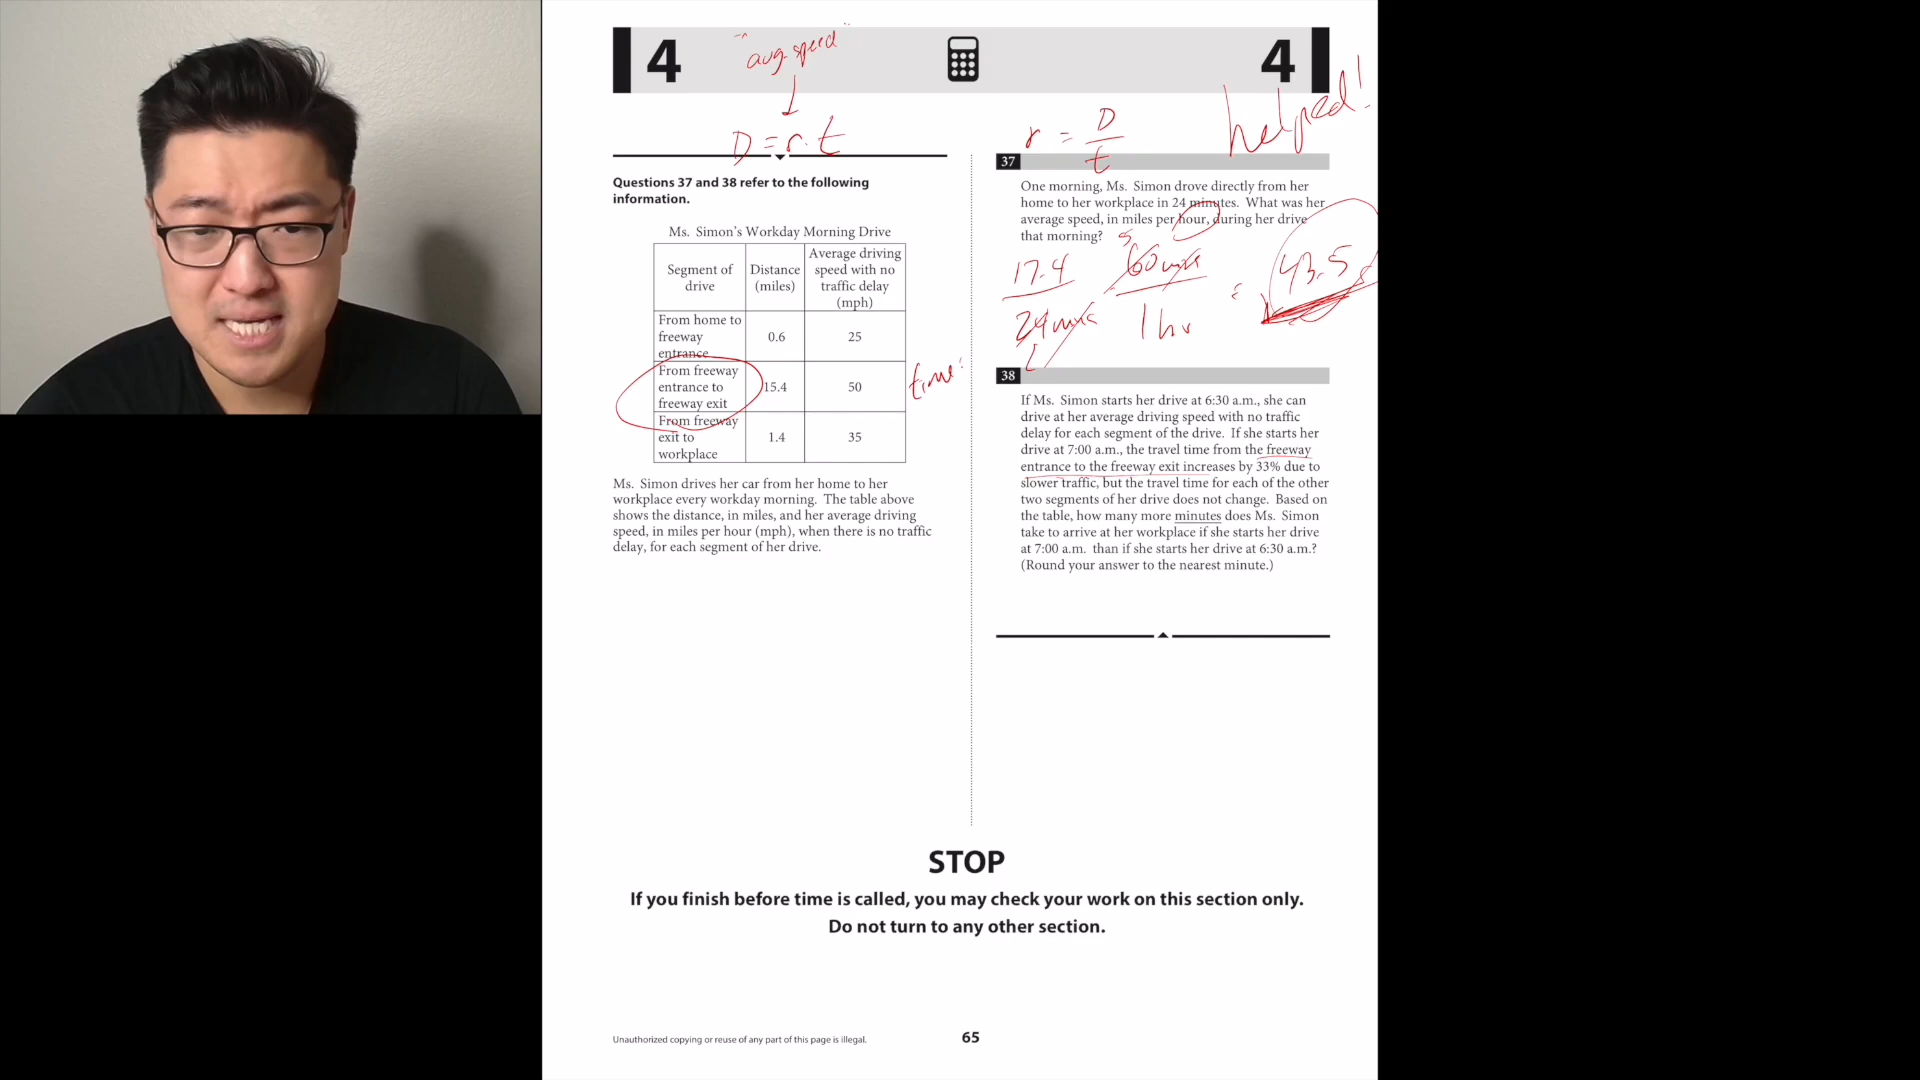 4
4
"avg. speed"
D = r · t
r = D
t
helped!
Questions 37 and 38 refer to the following
information.
Ms. Simon's Workday Morning Drive
Segment of
drive
Distance
(miles)
Average driving
speed with no
traffic delay
(mph)
From home to
freeway
entrance
0.6
25
From freeway
entrance to
freeway exit
15.4
50
time!
From freeway
exit to
workplace
1.4
35
Ms. Simon drives her car from her home to her
workplace every workday morning. The table above
shows the distance, in miles, and her average driving
speed, in miles per hour (mph), when there is no traffic
delay, for each segment of her drive.
37
One morning, Ms. Simon drove directly from her
home to her workplace in 24 minutes. What was her
average speed, in miles per hour, during her drive
that morning?
5
17.4 60 mins = 43.5
24 mins 1 hr
2
38
If Ms. Simon starts her drive at 6:30 a.m., she can
drive at her average driving speed with no traffic
delay for each segment of the drive. If she starts her
drive at 7:00 a.m., the travel time from the freeway
entrance to the freeway exit increases by 33% due to
slower traffic, but the travel time for each of the other
two segments of her drive does not change. Based on
the table, how many more minutes does Ms. Simon
take to arrive at her workplace if she starts her drive
at 7:00 a.m. than if she starts her drive at 6:30 a.m.?
(Round your answer to the nearest minute.)
STOP
If you finish before time is called, you may check your work on this section only.
Do not turn to any other section.
Unauthorized copying or reuse of any part of this page is illegal.
65